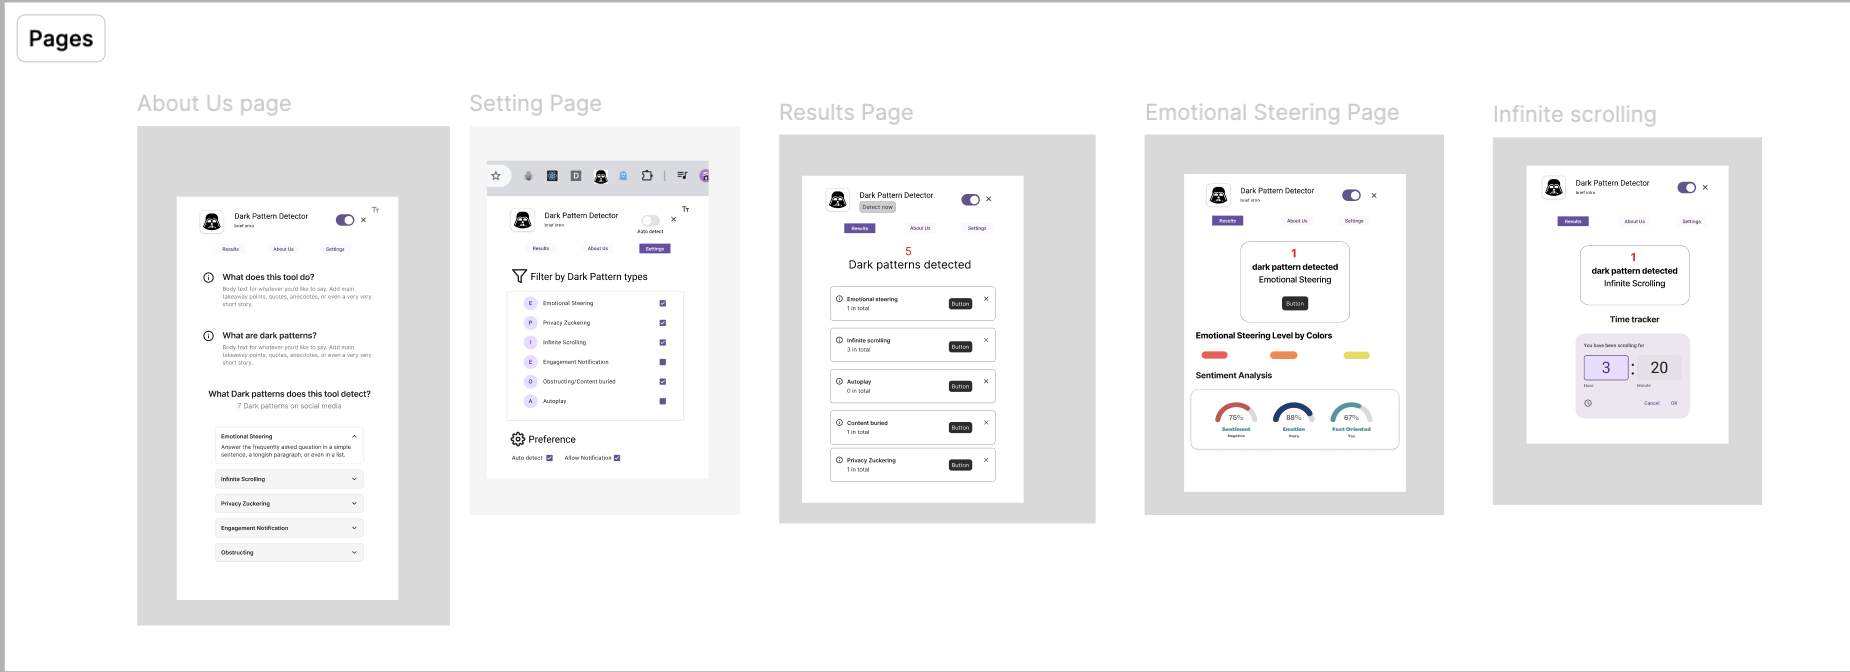 Pages
About Us page
Dark Pattern Detector
brief intro
Tт
Results
About Us
Settings
What does this tool do?
Body text for whatever you'd like to say. Add main
takeaway points, quotes, anecdotes, or even a very very
short story.
What are dark patterns?
Body text for whatever you'd like to say. Add main
takeaway points, quotes, anecdotes, or even a very very
short story.
What Dark patterns does this tool detect?
7 Dark patterns on social media
Emotional Steering
Answer the frequently asked question in a simple
sentence, a longish paragraph, or even in a list.
Infinite Scrolling
Privacy Zuckering
Engagement Notification
Obstructing
Setting Page
D
Dark Pattern Detector
brief intro
Tт
Auto detect
Results
About Us
Settings
Filter by Dark Pattern types
E Emotional Steering
P Privacy Zuckering
I Infinite Scrolling
E Engagement Notification
O Obstructing/Content buried
A Autoplay
Preference
Auto detect
Allow Notification
Results Page
Dark Pattern Detector
Detect now
Results
About Us
Settings
5
Dark patterns detected
Emotional steering
1 in total
Button
Infinite scrolling
3 in total
Button
Autoplay
0 in total
Button
Content buried
1 in total
Button
Privacy Zuckering
1 in total
Button
Emotional Steering Page
Dark Pattern Detector
brief intro
Results
About Us
Settings
1
dark pattern detected
Emotional Steering
Button
Emotional Steering Level by Colors
Sentiment Analysis
75%
Sentiment
Negative
88%
Emotion
Angry
67%
Fact Oriented
Yes
Infinite scrolling
Dark Pattern Detector
brief intro
Results
About Us
Settings
1
dark pattern detected
Infinite Scrolling
Time tracker
You have been scrolling for
3 : 20
Hour
Minute
Cancel
OK